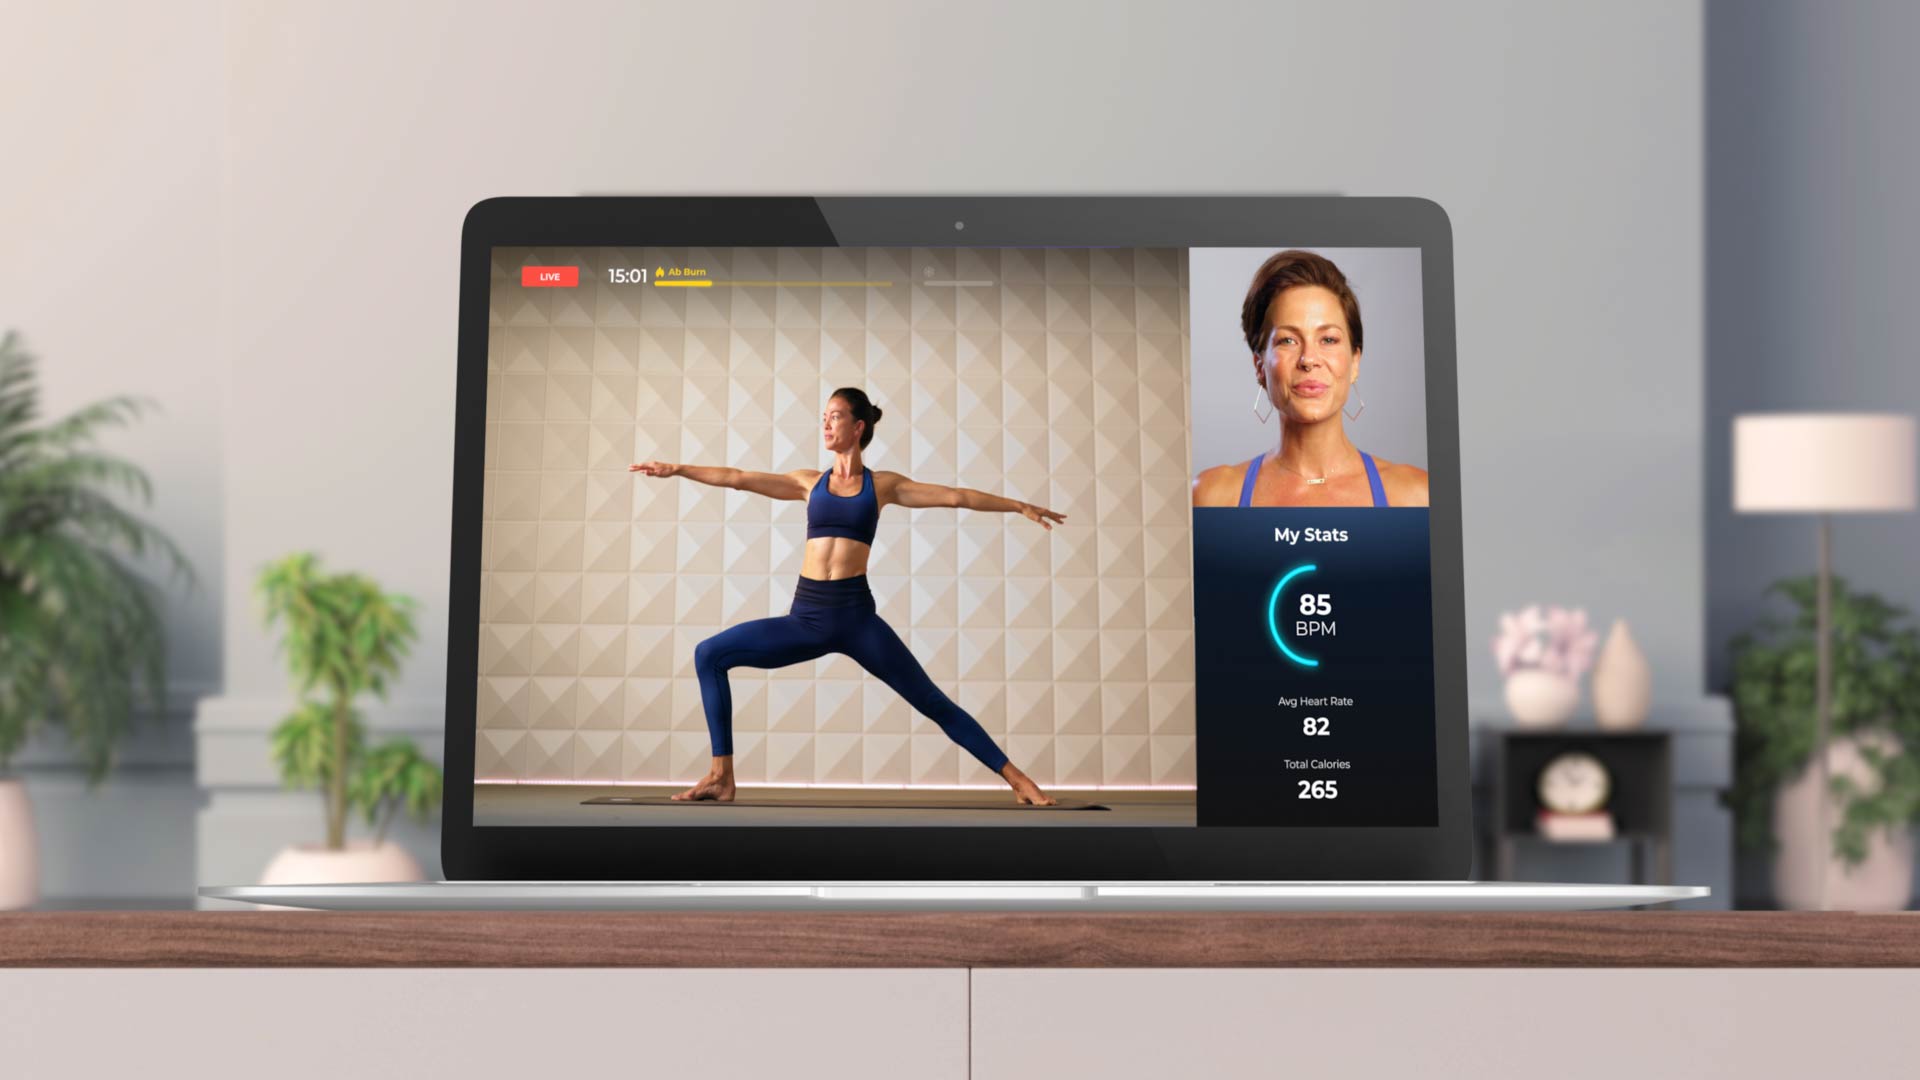 LIVE
15:01 Ab Burn
My Stats
85
BPM
Avg Heart Rate
82
Total Calories
265